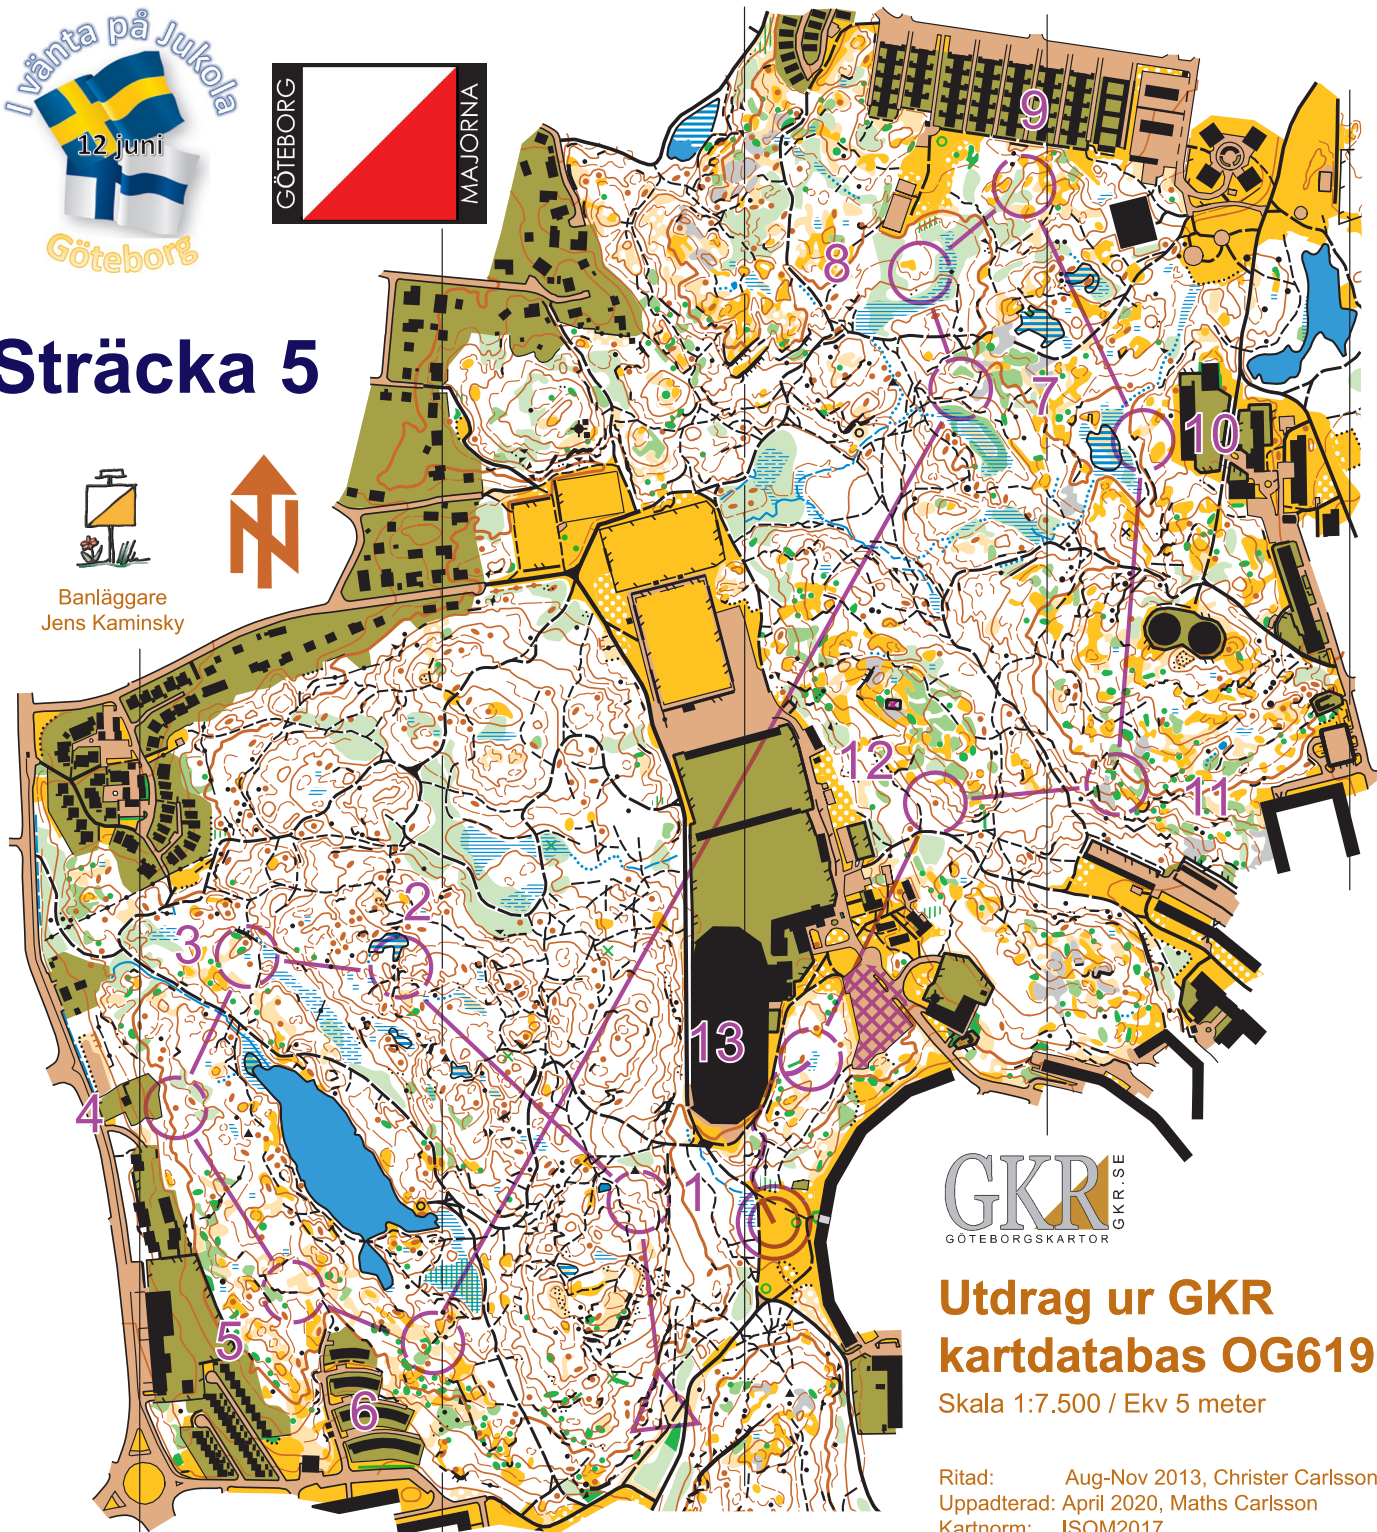 I vänta på Jukola
12 juni
Göteborg
GÖTEBORG
MAJORNA
Sträcka 5
N
Banläggare
Jens Kaminsky
9
8
7
10
12
11
2
3
13
4
1
5
6
GKR
GKR.SE
GÖTEBORGSKARTOR
Utdrag ur GKR
kartdatabas OG619
Skala 1:7.500 / Ekv 5 meter
Ritad: Aug-Nov 2013, Christer Carlsson
Uppadterad: April 2020, Maths Carlsson
Kartnorm: ISOM2017